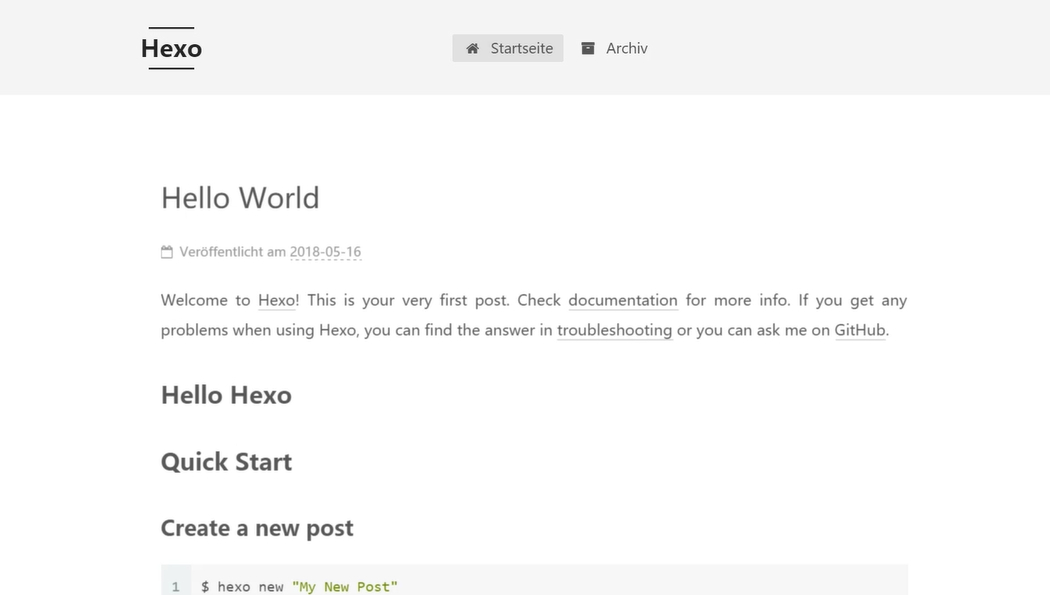 Hexo
Startseite Archiv
Hello World
Veröffentlicht am 2018-05-16
Welcome to Hexo! This is your very first post. Check documentation for more info. If you get any
problems when using Hexo, you can find the answer in troubleshooting or you can ask me on GitHub.
Hello Hexo
Quick Start
Create a new post
1 $ hexo new "My New Post"